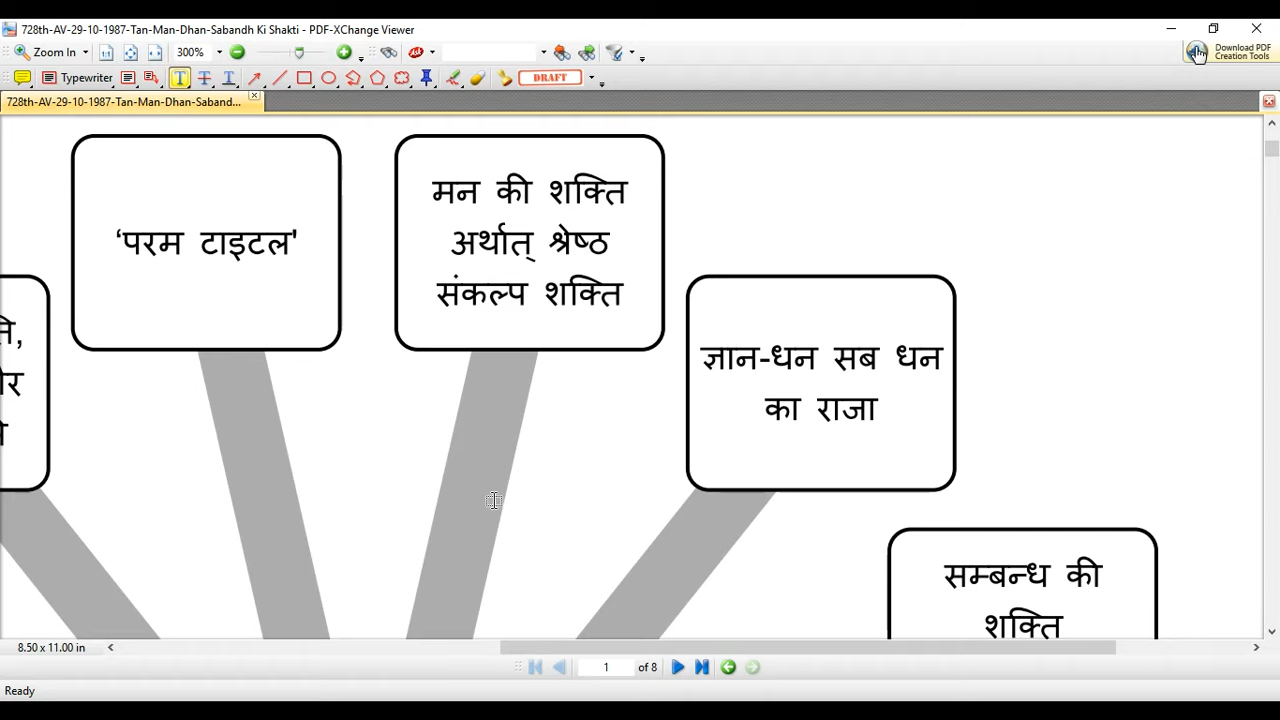 728th-AV-29-10-1987-Tan-Man-Dhan-Sabandh Ki Shakti - PDF-XChange Viewer
Zoom In
300%
Download PDF
Creation Tools
Typewriter
DRAFT
728th-AV-29-10-1987-Tan-Man-Dhan-Saband...
‘परम टाइटल'
मन की शक्ति
अर्थात् श्रेष्ठ
संकल्प शक्ति
ज्ञान-धन सब धन
का राजा
सम्बन्ध की
शक्ति
8.50 x 11.00 in
1 of 8
Ready